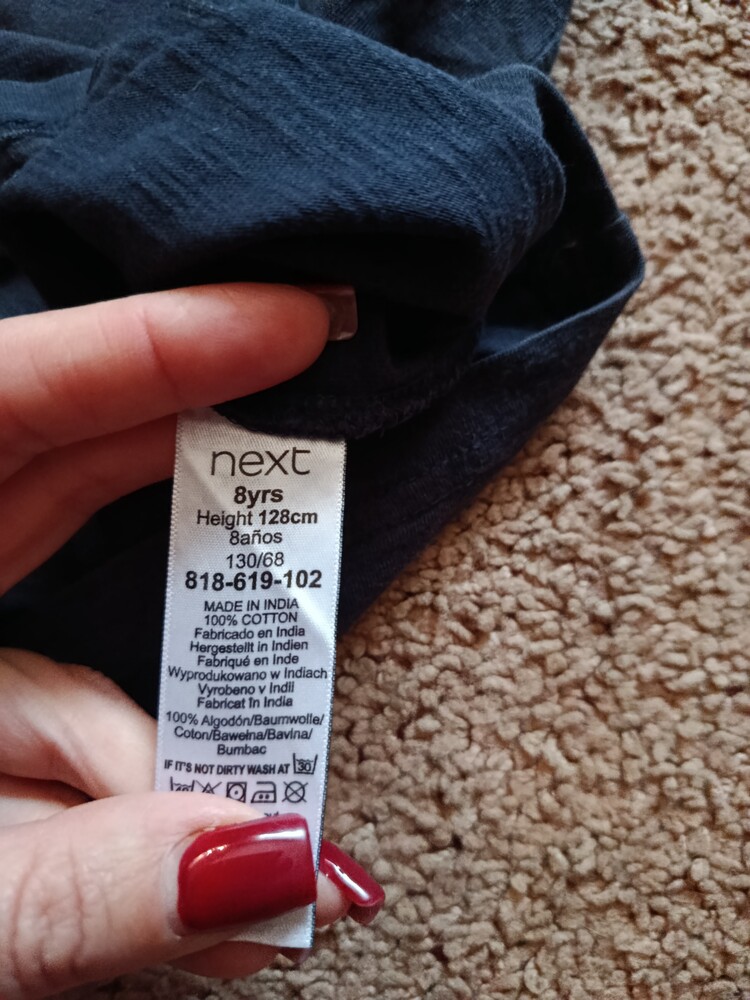 next
8yrs
Height 128cm
8años
130/68
818-619-102
MADE IN INDIA
100% COTTON
Fabricado en India
Hergestellt in Indien
Fabriqué en Inde
Wyprodukowano w Indiach
Vyrobeno v Indii
Fabricat în India
100% Algodón/Baumwolle/
Coton/Bawełna/Bavlna/
Bumbac
IF IT'S NOT DIRTY WASH AT 30